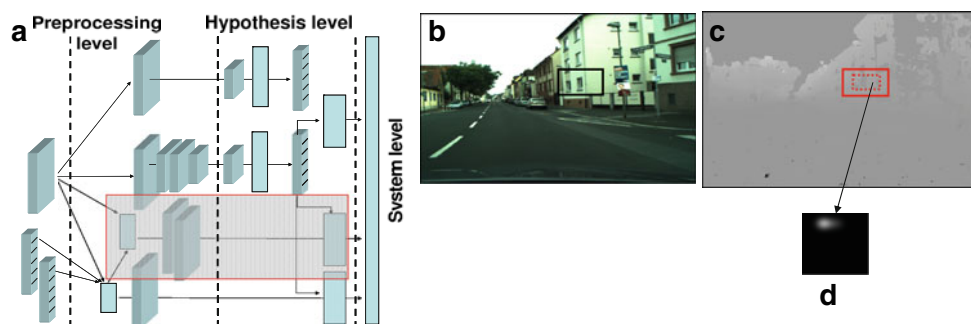 a
Preprocessing
level
Hypothesis level
System level
b
c
d